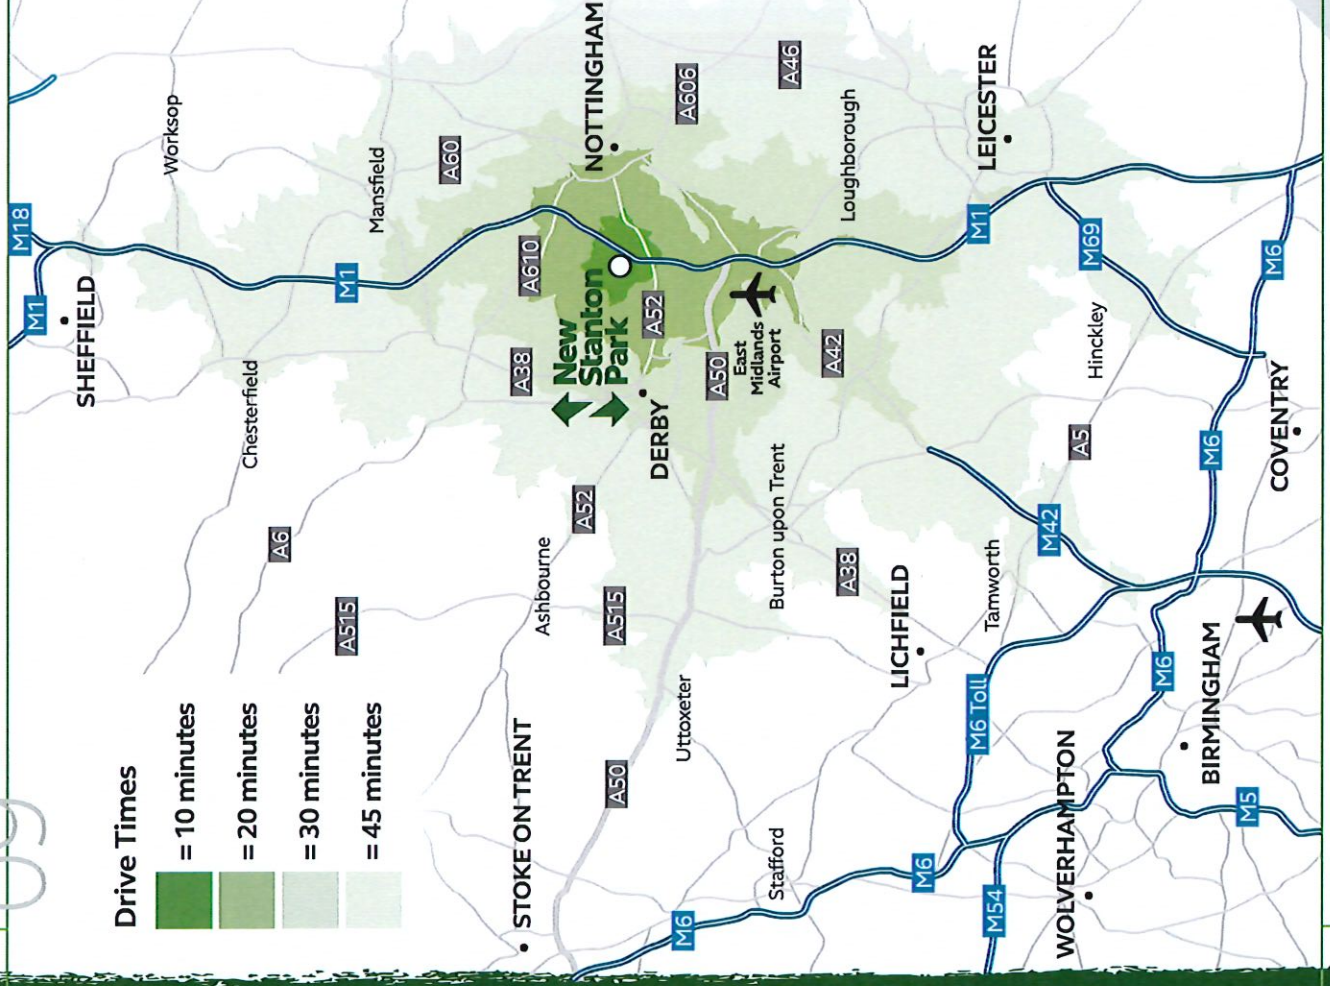 M18
M1
SHEFFIELD
Drive Times
= 10 minutes
= 20 minutes
= 30 minutes
= 45 minutes
Worksop
Chesterfield
A6
A515
M1
Mansfield
A60
STOKE ON TRENT
A38
A610
Ashbourne
New
Stanton
Park
A52
NOTTINGHAM
A515
A50
A52
DERBY
M6
Uttoxeter
A606
A50
East
Midlands
Airport
Stafford
Burton upon Trent
A46
A42
A38
Loughborough
LICHFIELD
M6
M6 Toll
M1
LEICESTER
M54
Tamworth
M42
WOLVERHAMPTON
A5
M69
Hinckley
M6
BIRMINGHAM
M6
M5
M6
COVENTRY